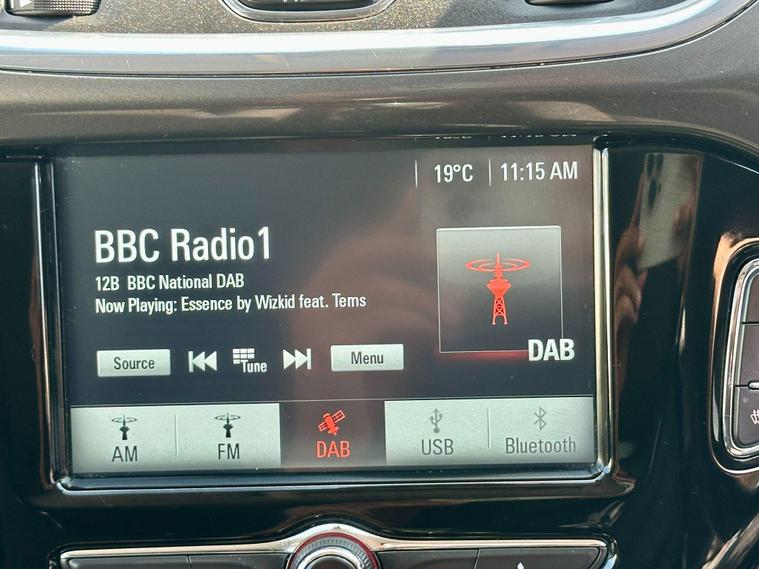 19°C 11:15 AM
BBC Radio1
12B BBC National DAB
Now Playing: Essence by Wizkid feat. Tems
DAB
Source Tune Menu
AM FM DAB USB Bluetooth